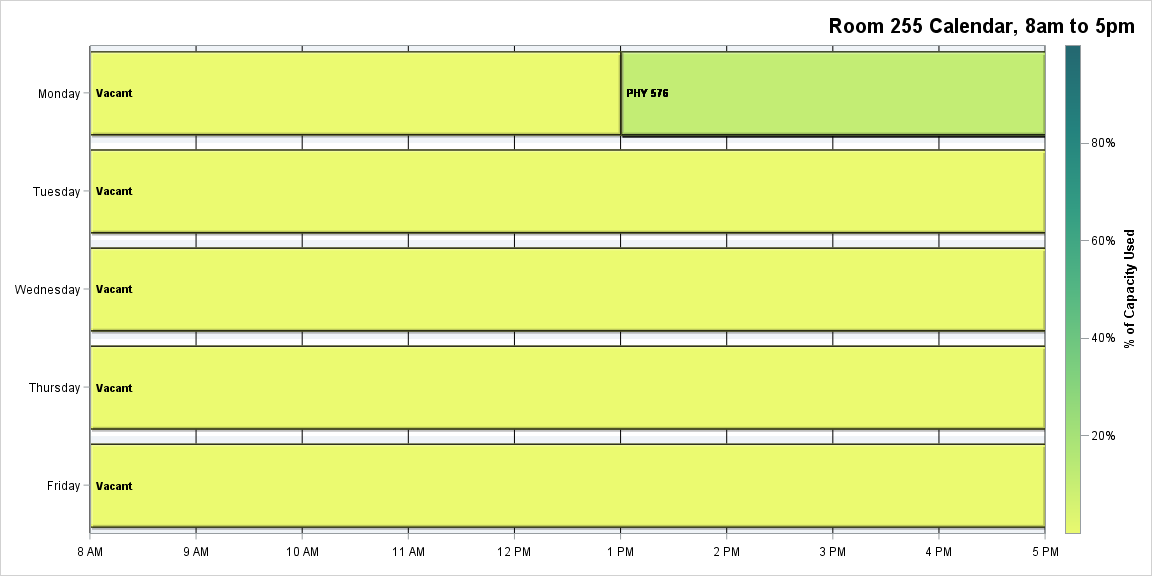 Room 255 Calendar, 8am to 5pm
Monday
Vacant
PHY 576
Tuesday
Vacant
Wednesday
Vacant
Thursday
Vacant
Friday
Vacant
8 AM
9 AM
10 AM
11 AM
12 PM
1 PM
2 PM
3 PM
4 PM
5 PM
80%
60%
40%
20%
% of Capacity Used